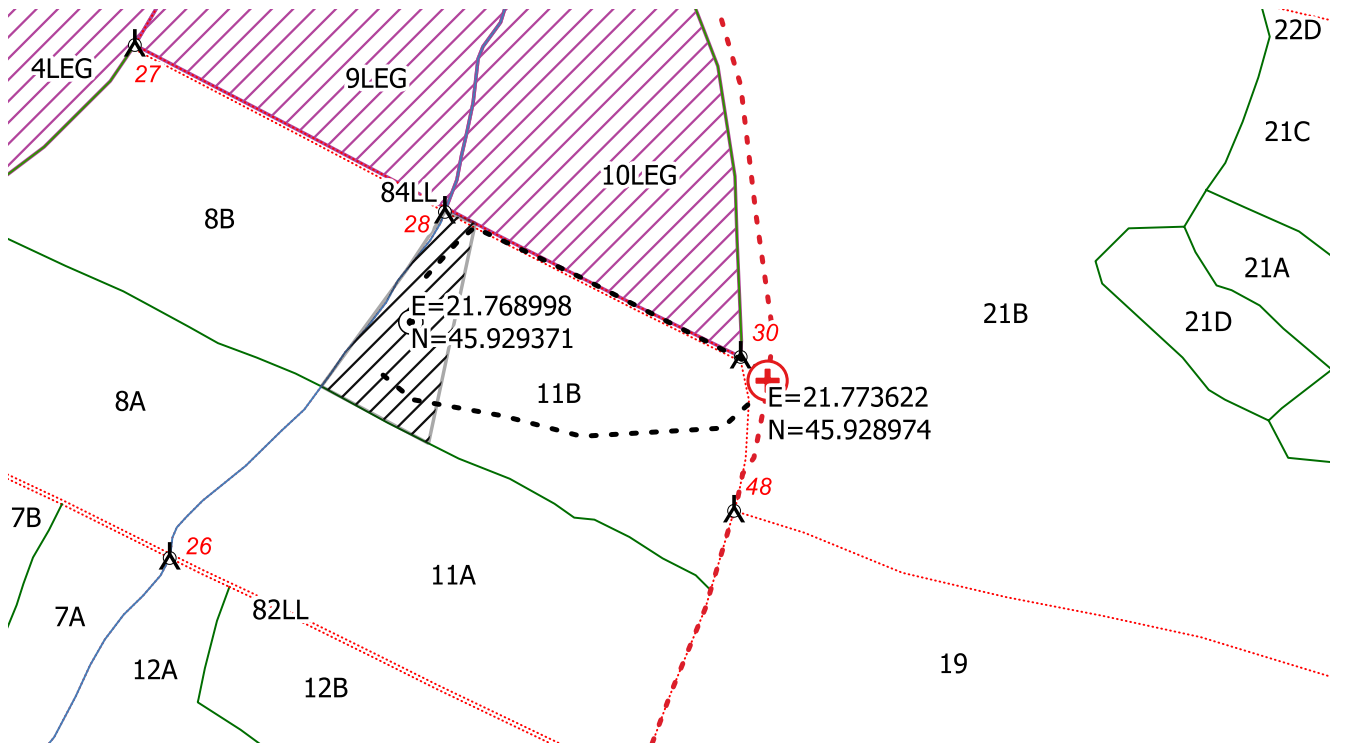 22D
4LEG
27
9LEG
21C
10LEG
84LL
28
8B
21A
E=21.768998
N=45.929371
21B
21D
30
11B
8A
E=21.773622
N=45.928974
48
7B
26
11A
7A
82LL
12A
12B
19